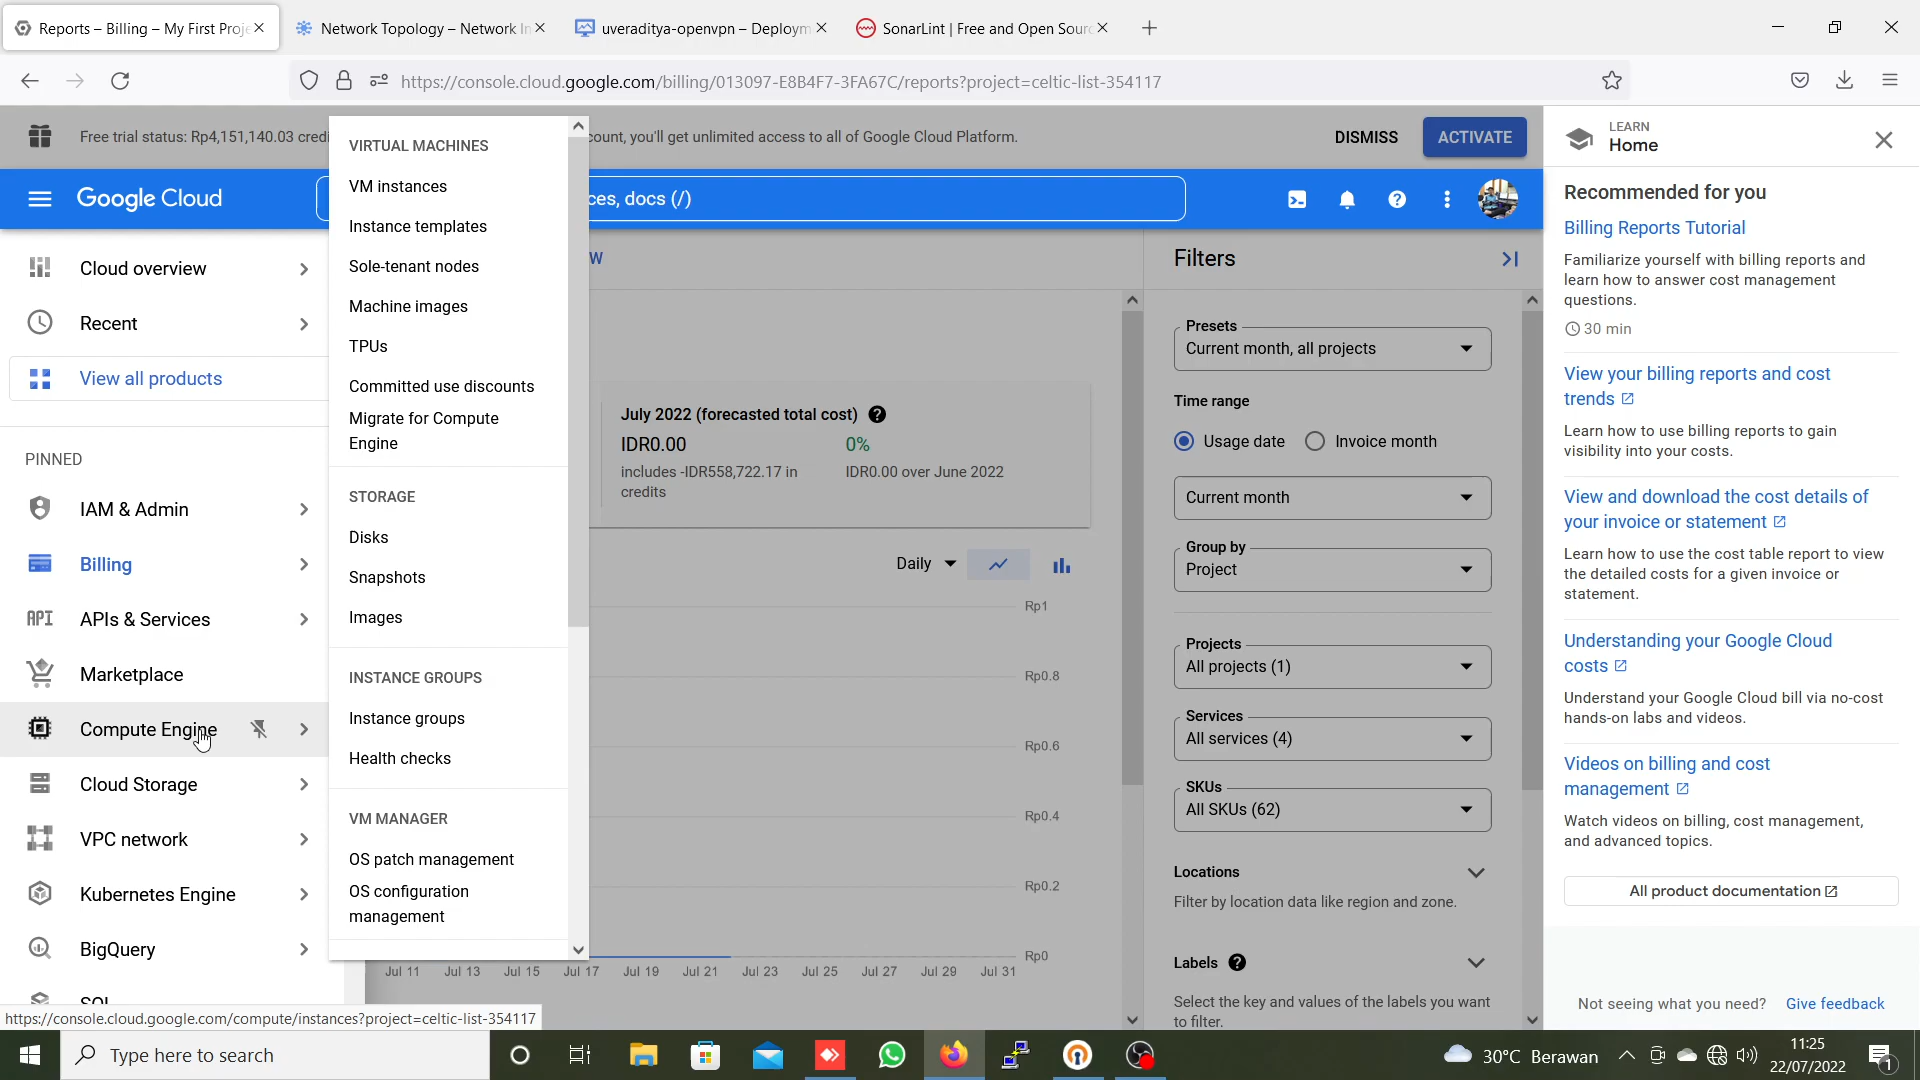 Reports – Billing – My First Proje
Network Topology – Network In
uveraditya-openvpn – Deploym
SonarLint | Free and Open Sourc
https://console.cloud.google.com/billing/013097-E8B4F7-3FA67C/reports?project=celtic-list-354117
Free trial status: Rp4,151,140.03 credi
ount, you'll get unlimited access to all of Google Cloud Platform.
DISMISS
ACTIVATE
Google Cloud
ces, docs (/)
Cloud overview
Recent
View all products
PINNED
IAM & Admin
Billing
API APIs & Services
Marketplace
Compute Engine
Cloud Storage
VPC network
Kubernetes Engine
BigQuery
SQL
VIRTUAL MACHINES
VM instances
Instance templates
Sole-tenant nodes
Machine images
TPUs
Committed use discounts
Migrate for Compute
Engine
STORAGE
Disks
Snapshots
Images
INSTANCE GROUPS
Instance groups
Health checks
VM MANAGER
OS patch management
OS configuration
management
W
July 2022 (forecasted total cost)
IDR0.00
0%
includes -IDR558,722.17 in
credits
IDR0.00 over June 2022
Daily
Rp1
Rp0.8
Rp0.6
Rp0.4
Rp0.2
Rp0
Jul 11 Jul 13 Jul 15 Jul 17 Jul 19 Jul 21 Jul 23 Jul 25 Jul 27 Jul 29 Jul 31
Filters
Presets
Current month, all projects
Time range
Usage date
Invoice month
Current month
Group by
Project
Projects
All projects (1)
Services
All services (4)
SKUs
All SKUs (62)
Locations
Filter by location data like region and zone.
Labels
Select the key and values of the labels you want
to filter.
LEARN
Home
Recommended for you
Billing Reports Tutorial
Familiarize yourself with billing reports and
learn how to answer cost management
questions.
30 min
View your billing reports and cost
trends
Learn how to use billing reports to gain
visibility into your costs.
View and download the cost details of
your invoice or statement
Learn how to use the cost table report to view
the detailed costs for a given invoice or
statement.
Understanding your Google Cloud
costs
Understand your Google Cloud bill via no-cost
hands-on labs and videos.
Videos on billing and cost
management
Watch videos on billing, cost management,
and advanced topics.
All product documentation
Not seeing what you need? Give feedback
https://console.cloud.google.com/compute/instances?project=celtic-list-354117
Type here to search
30°C Berawan
11:25
22/07/2022
1